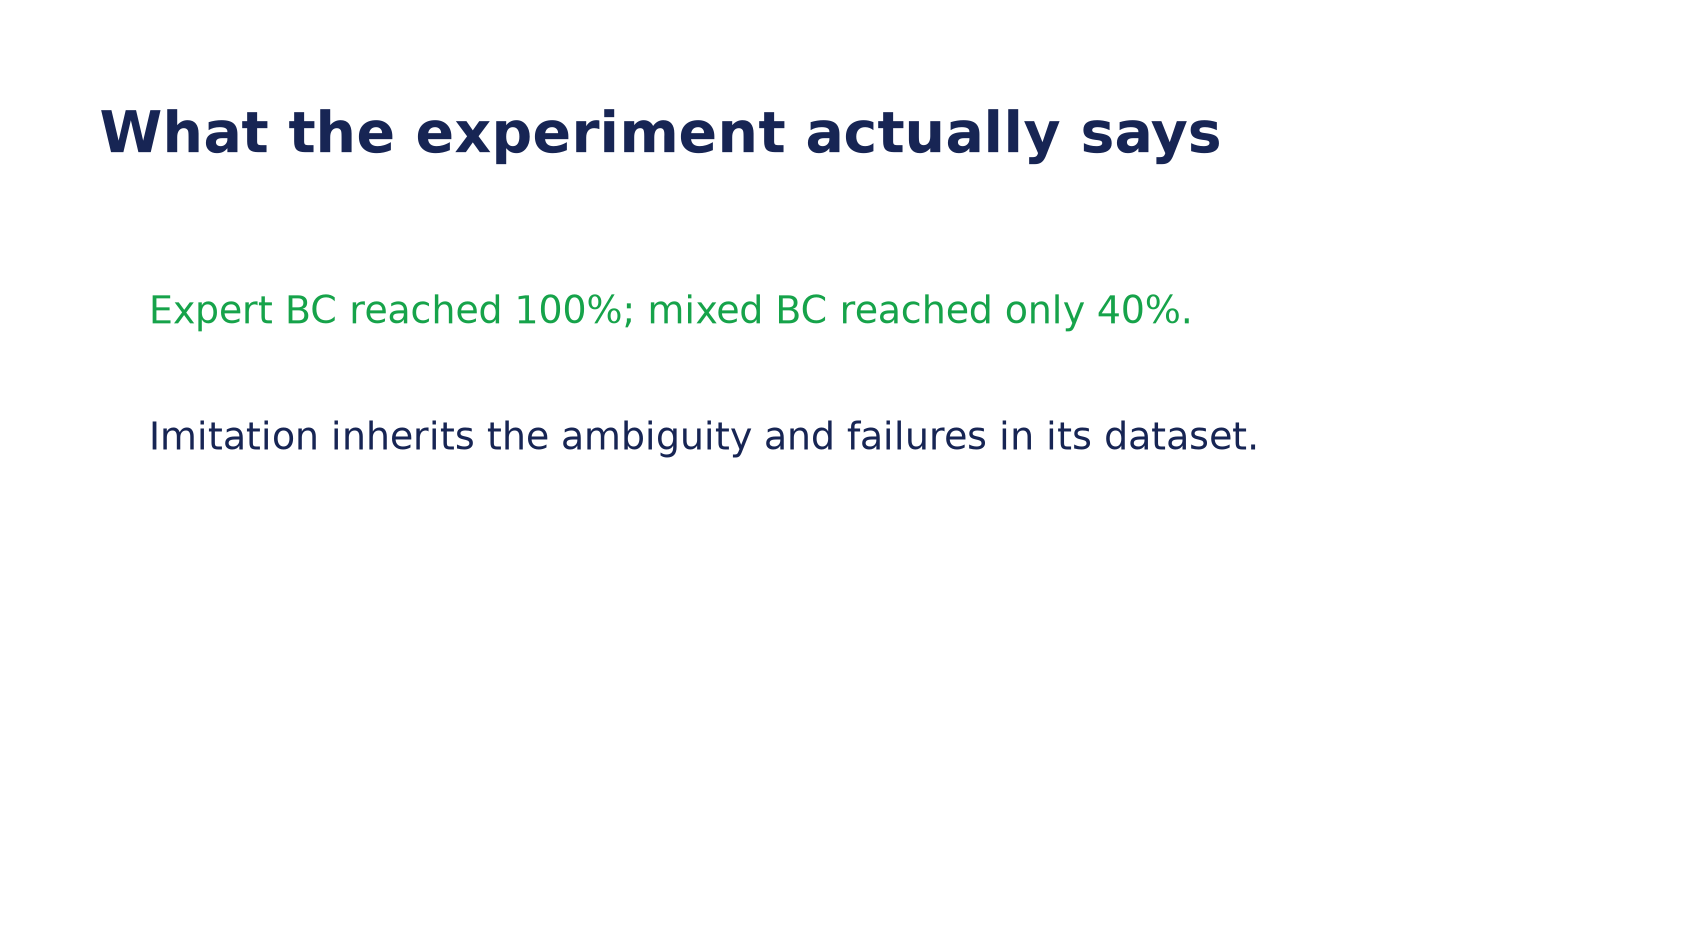 What the experiment actually says
Expert BC reached 100%; mixed BC reached only 40%.
Imitation inherits the ambiguity and failures in its dataset.